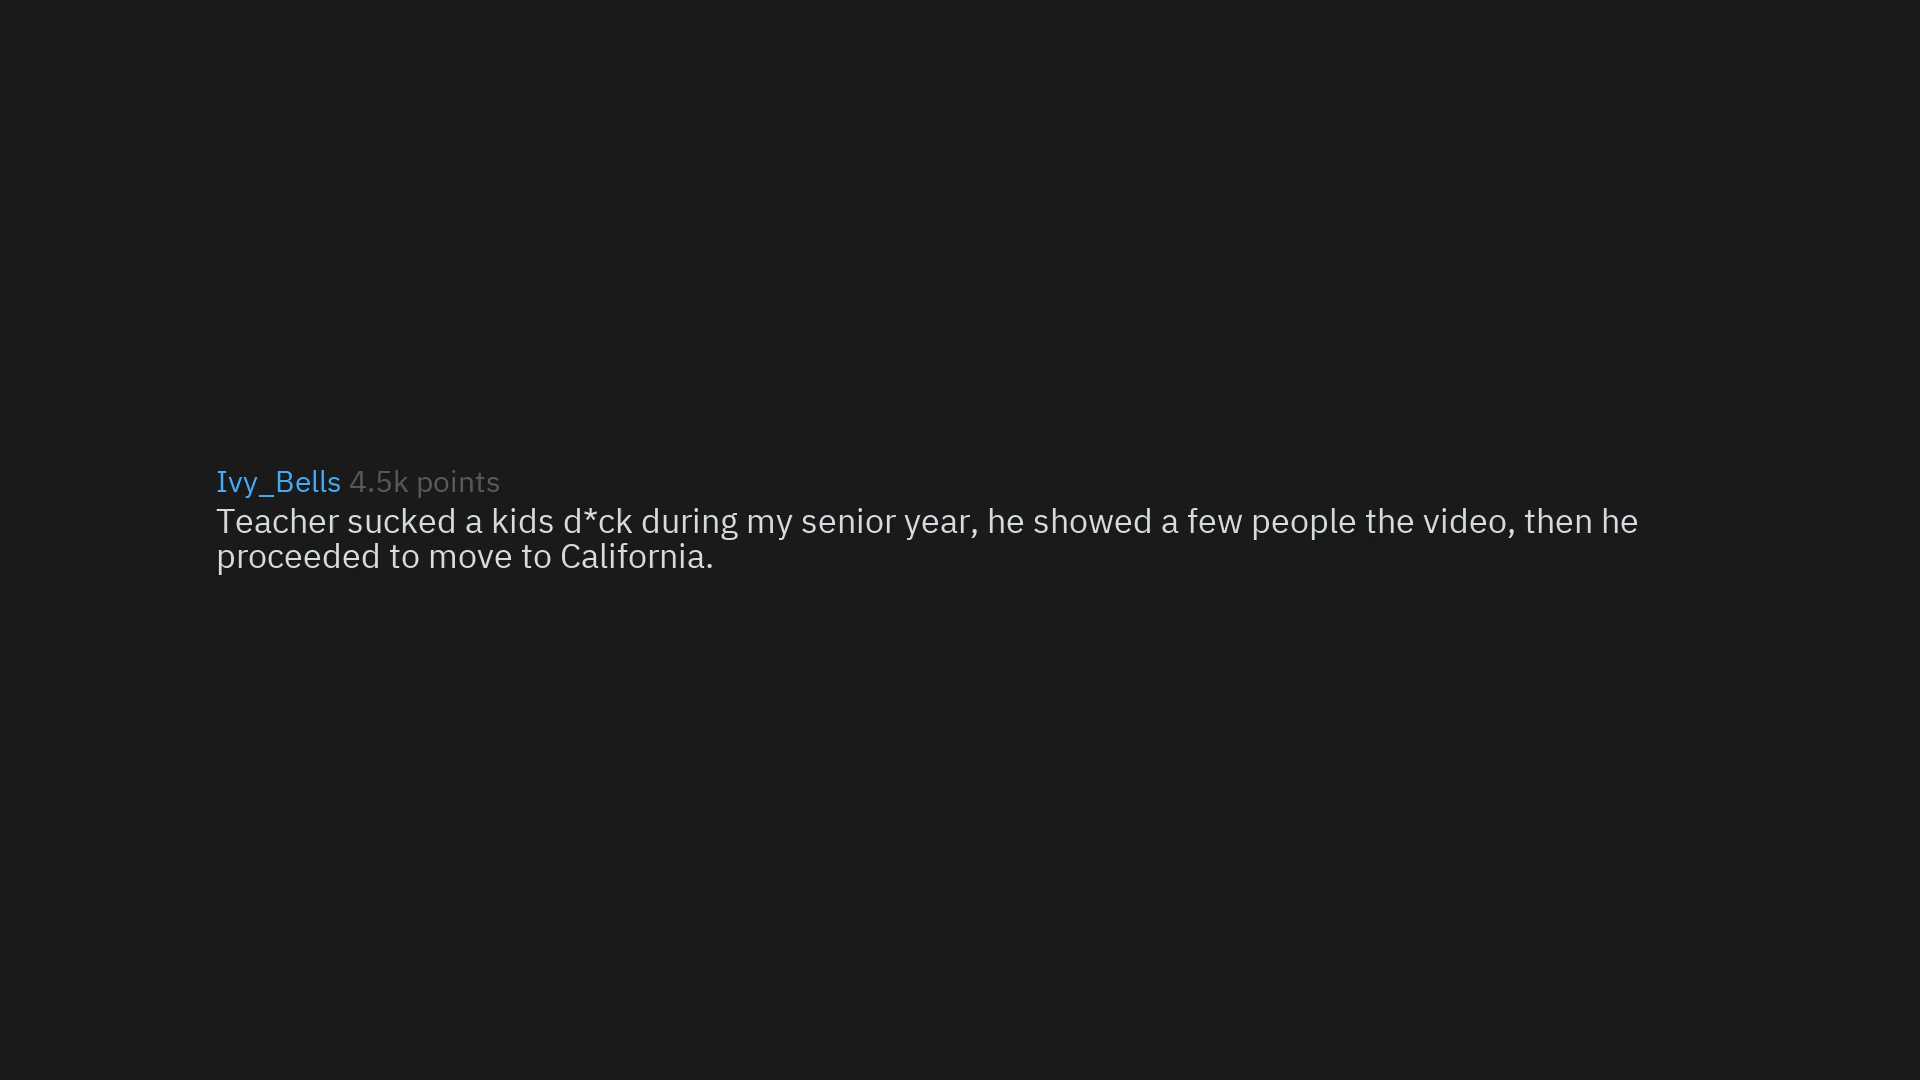 Ivy_Bells 4.5k points
Teacher sucked a kids d*ck during my senior year, he showed a few people the video, then he
proceeded to move to California.